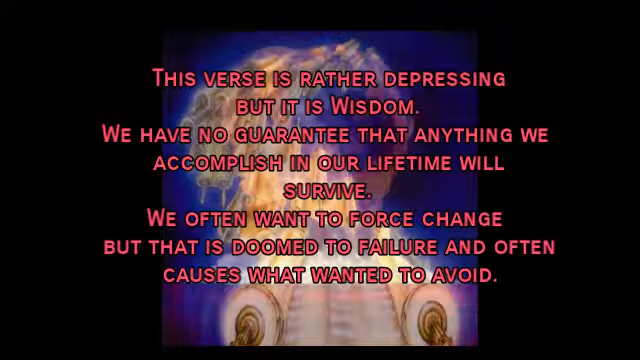 This verse is rather depressing
but it is Wisdom.
We have no guarantee that anything we
accomplish in our lifetime will
survive.
We often want to force change
but that is doomed to failure and often
causes what wanted to avoid.